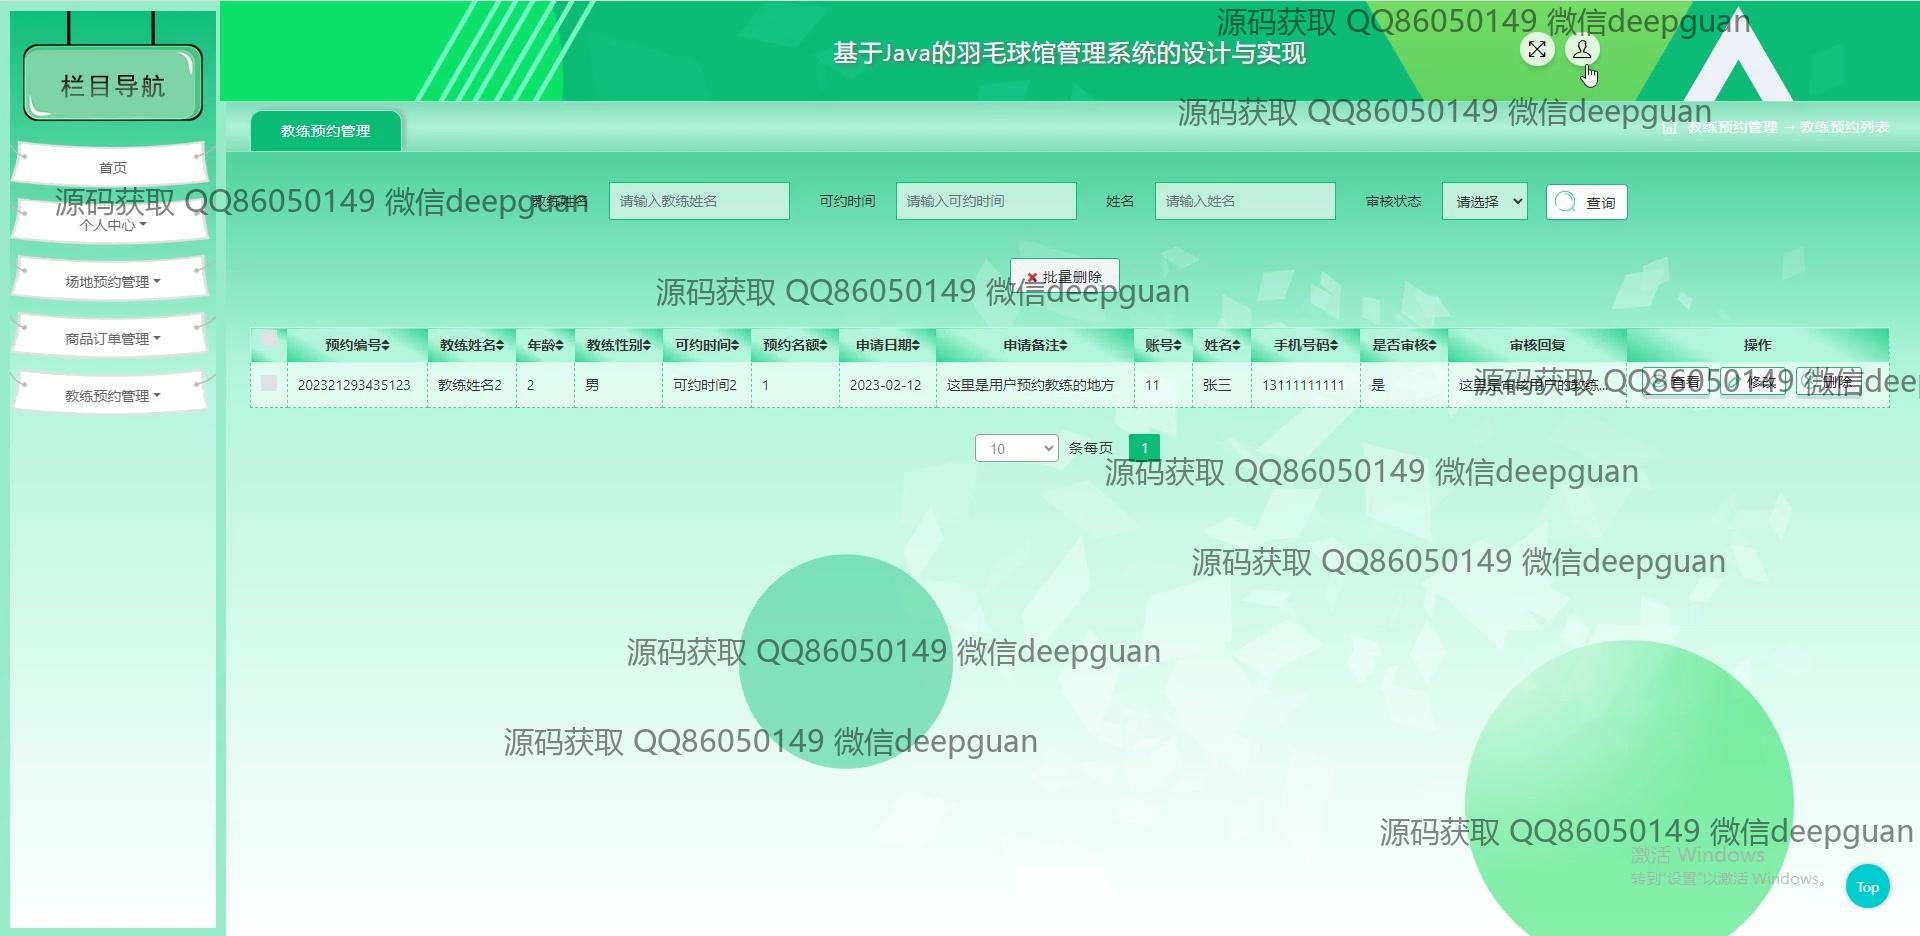 源码获取 QQ86050149 微信deepguan
基于Java的羽毛球馆管理系统的设计与实现
栏目导航
源码获取 QQ86050149 微信deepguan
教练预约管理
教练预约管理 → 教练预约列表
首页
源码获取 QQ86050149 微信deepguan
教练姓名 请输入教练姓名 可约时间 请输入可约时间 姓名 请输入姓名 审核状态 请选择 查询
个人中心
场地预约管理
批量删除
源码获取 QQ86050149 微信deepguan
商品订单管理
预约编号 教练姓名 年龄 教练性别 可约时间 预约名额 申请日期 申请备注 账号 姓名 手机号码 是否审核 审核回复 操作
202321293435123 教练姓名2 2 男 可约时间2 1 2023-02-12 这里是用户预约教练的地方 11 张三 13111111111 是 这里是审核用户的教练... 查看 修改 删除
源码获取 QQ86050149 微信deep
教练预约管理
10 条每页 1
源码获取 QQ86050149 微信deepguan
源码获取 QQ86050149 微信deepguan
源码获取 QQ86050149 微信deepguan
源码获取 QQ86050149 微信deepguan
源码获取 QQ86050149 微信deepguan
激活 Windows
转到"设置"以激活 Windows。
Top